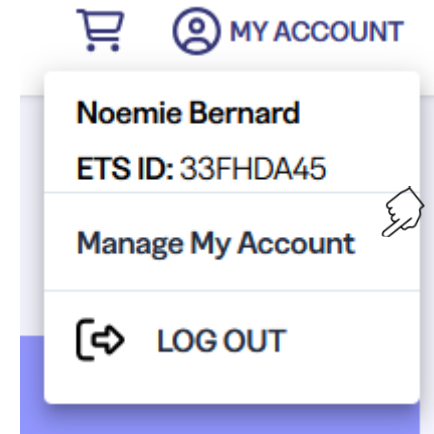 MY ACCOUNT
Noemie Bernard
ETS ID: 33FHDA45
Manage My Account
LOG OUT